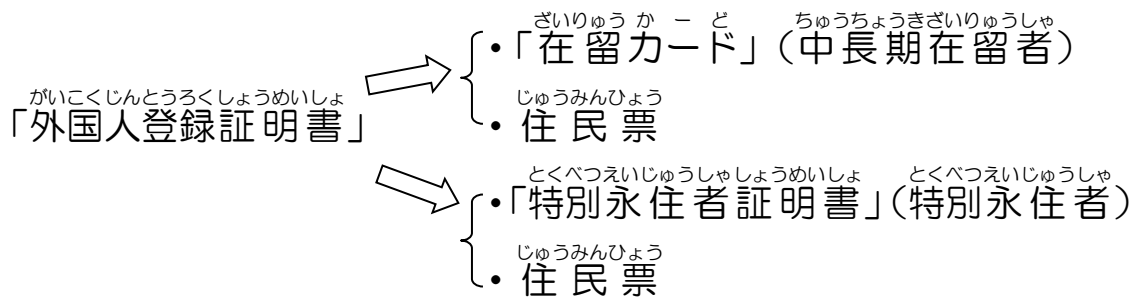 ざいりゅうかーど ちゅうちょうきざいりゅうしゃ
・「在留カード」（中長期在留者）
がいこくじんとうろくしょうめいしょ
「外国人登録証明書」
じゅうみんひょう
・住民票
とくべつえいじゅうしゃしょうめいしょ とくべつえいじゅうしゃ
・「特別永住者証明書」（特別永住者）
じゅうみんひょう
・住民票